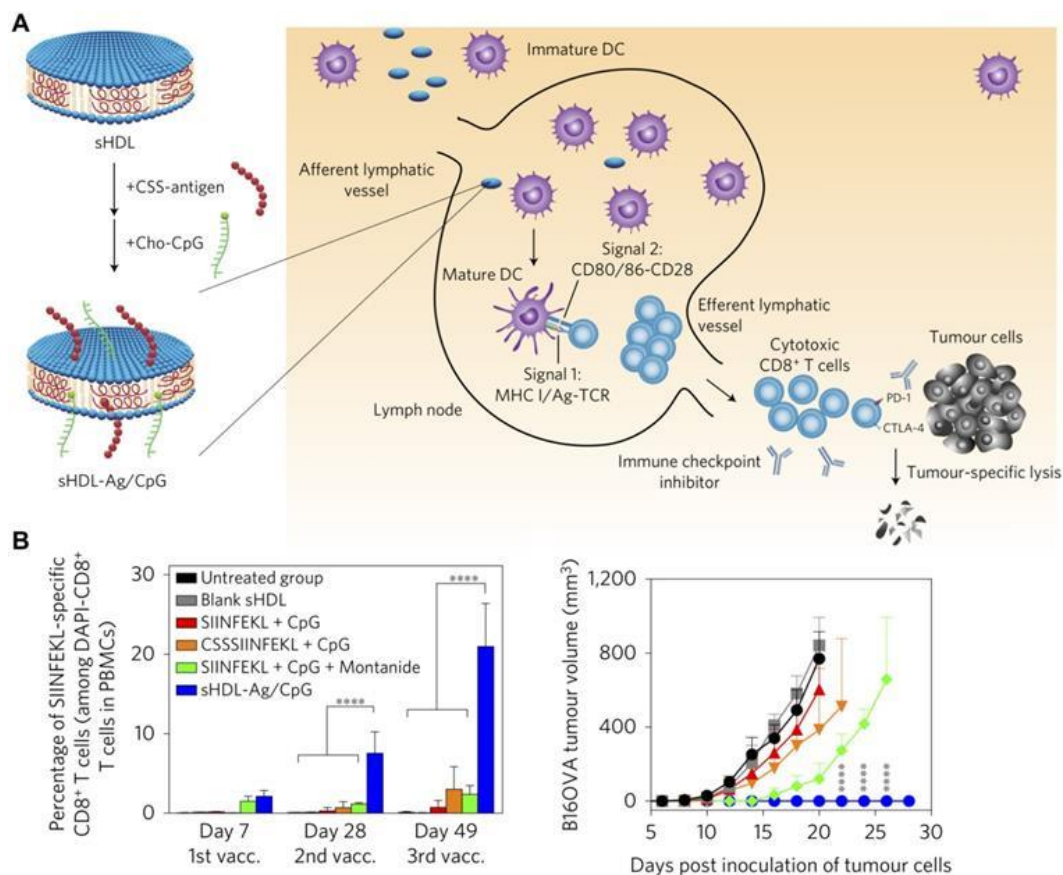 A
sHDL
+CSS-antigen
+Cho-CpG
sHDL-Ag/CpG
Immature DC
Afferent lymphatic
vessel
Signal 2:
CD80/86-CD28
Mature DC
Efferent lymphatic
vessel
Signal 1:
MHC I/Ag-TCR
Lymph node
Cytotoxic
CD8⁺ T cells
Tumour cells
PD-1
CTLA-4
Immune checkpoint
inhibitor
Tumour-specific lysis
B
Percentage of SIINFEKL-specific
CD8⁺ T cells (among DAPI-CD8⁺
T cells in PBMCs)
30
20
10
0
Untreated group
Blank sHDL
SIINFEKL + CpG
CSSSIINFEKL + CpG
SIINFEKL + CpG + Montanide
sHDL-Ag/CpG
****
****
Day 7
1st vacc.
Day 28
2nd vacc.
Day 49
3rd vacc.
B16OVA tumour volume (mm³)
1,200
800
400
0
**** **** ****
5 10 15 20 25 30
Days post inoculation of tumour cells